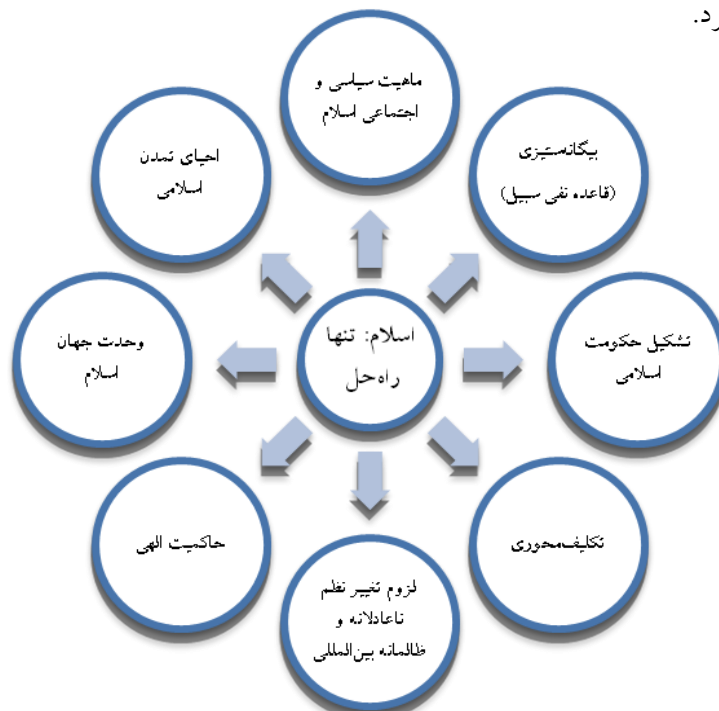 رد.
ماهیت سیاسی و
اجتماعی اسلام
بیگانه‌ستیزی
(قاعده نفی سبیل)
تشکیل حکومت
اسلامی
تکلیف‌محوری
لزوم تغییر نظم
ناعادلانه و
ظالمانه بین‌المللی
حاکمیت الهی
وحدت جهان
اسلام
احیای تمدن
اسلامی
اسلام: تنها
راه‌حل